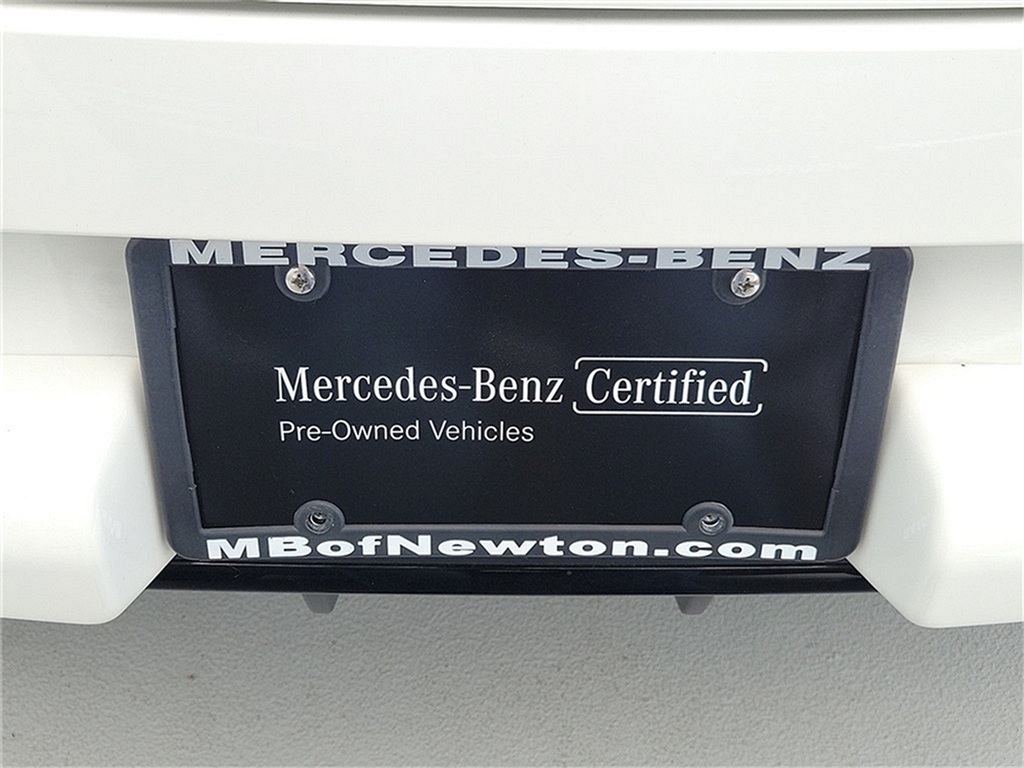 MERCEDES-BENZ
Mercedes-Benz Certified
Pre-Owned Vehicles
MBofNewton.com